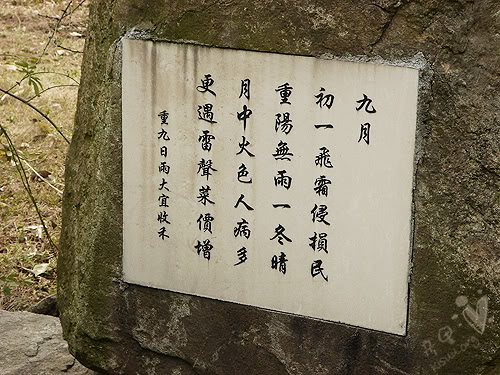 九月
初一飛霜侵損民
重陽無雨一冬晴
月中火色人病多
更遇雷聲菜價增
重九日雨大宜收禾